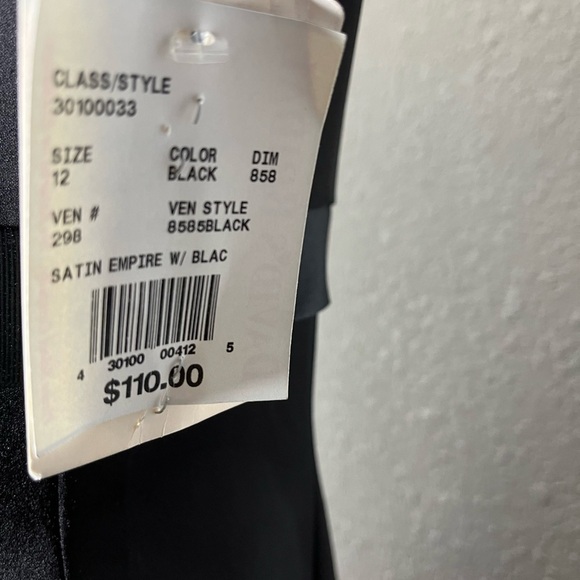 CLASS/STYLE
30100033
SIZE COLOR DIM
12 BLACK 858
VEN # VEN STYLE
298 8585BLACK
SATIN EMPIRE W/ BLAC
4 30100 00412 5
$110.00